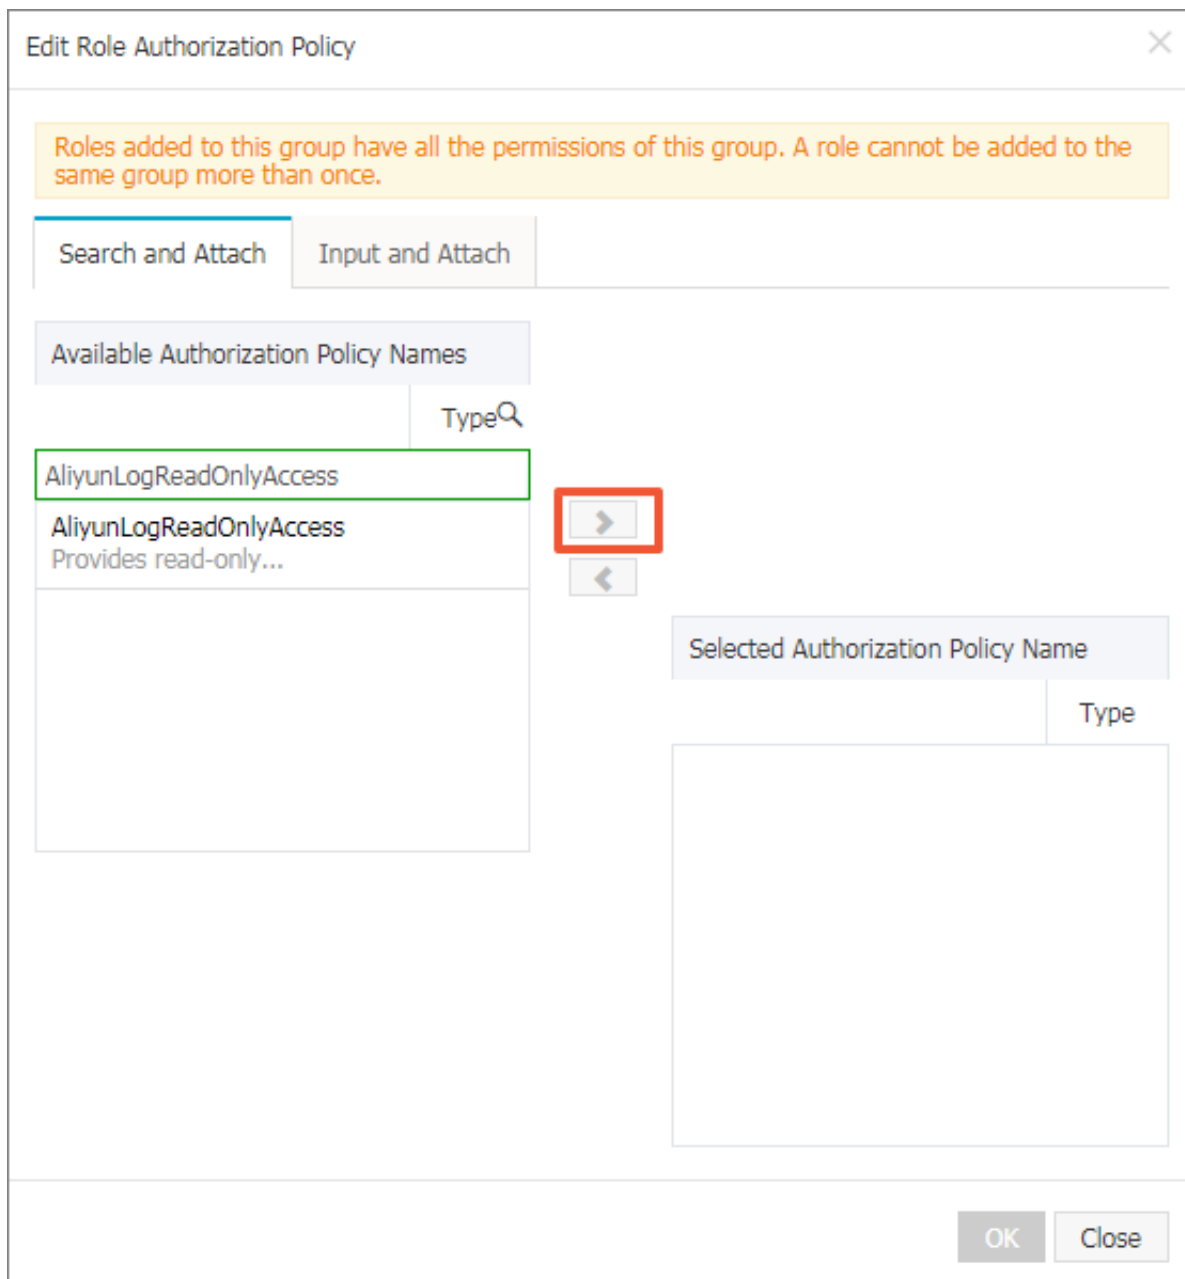 Edit Role Authorization Policy
Roles added to this group have all the permissions of this group. A role cannot be added to the
same group more than once.
Search and Attach
Input and Attach
Available Authorization Policy Names
Type
AliyunLogReadOnlyAccess
AliyunLogReadOnlyAccess
Provides read-only...
Selected Authorization Policy Name
Type
OK
Close